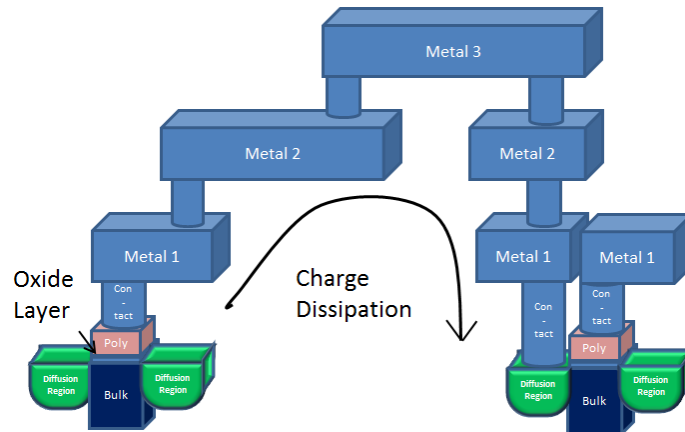 Metal 3
Metal 2
Metal 2
Metal 1
Metal 1
Metal 1
Oxide
Layer
Con
-
tact
Charge
Dissipation
Con
-
tact
Con
-
tact
Poly
Poly
Diffusion
Region
Bulk
Diffusion
Region
Diffusion
Region
Bulk
Diffusion
Region